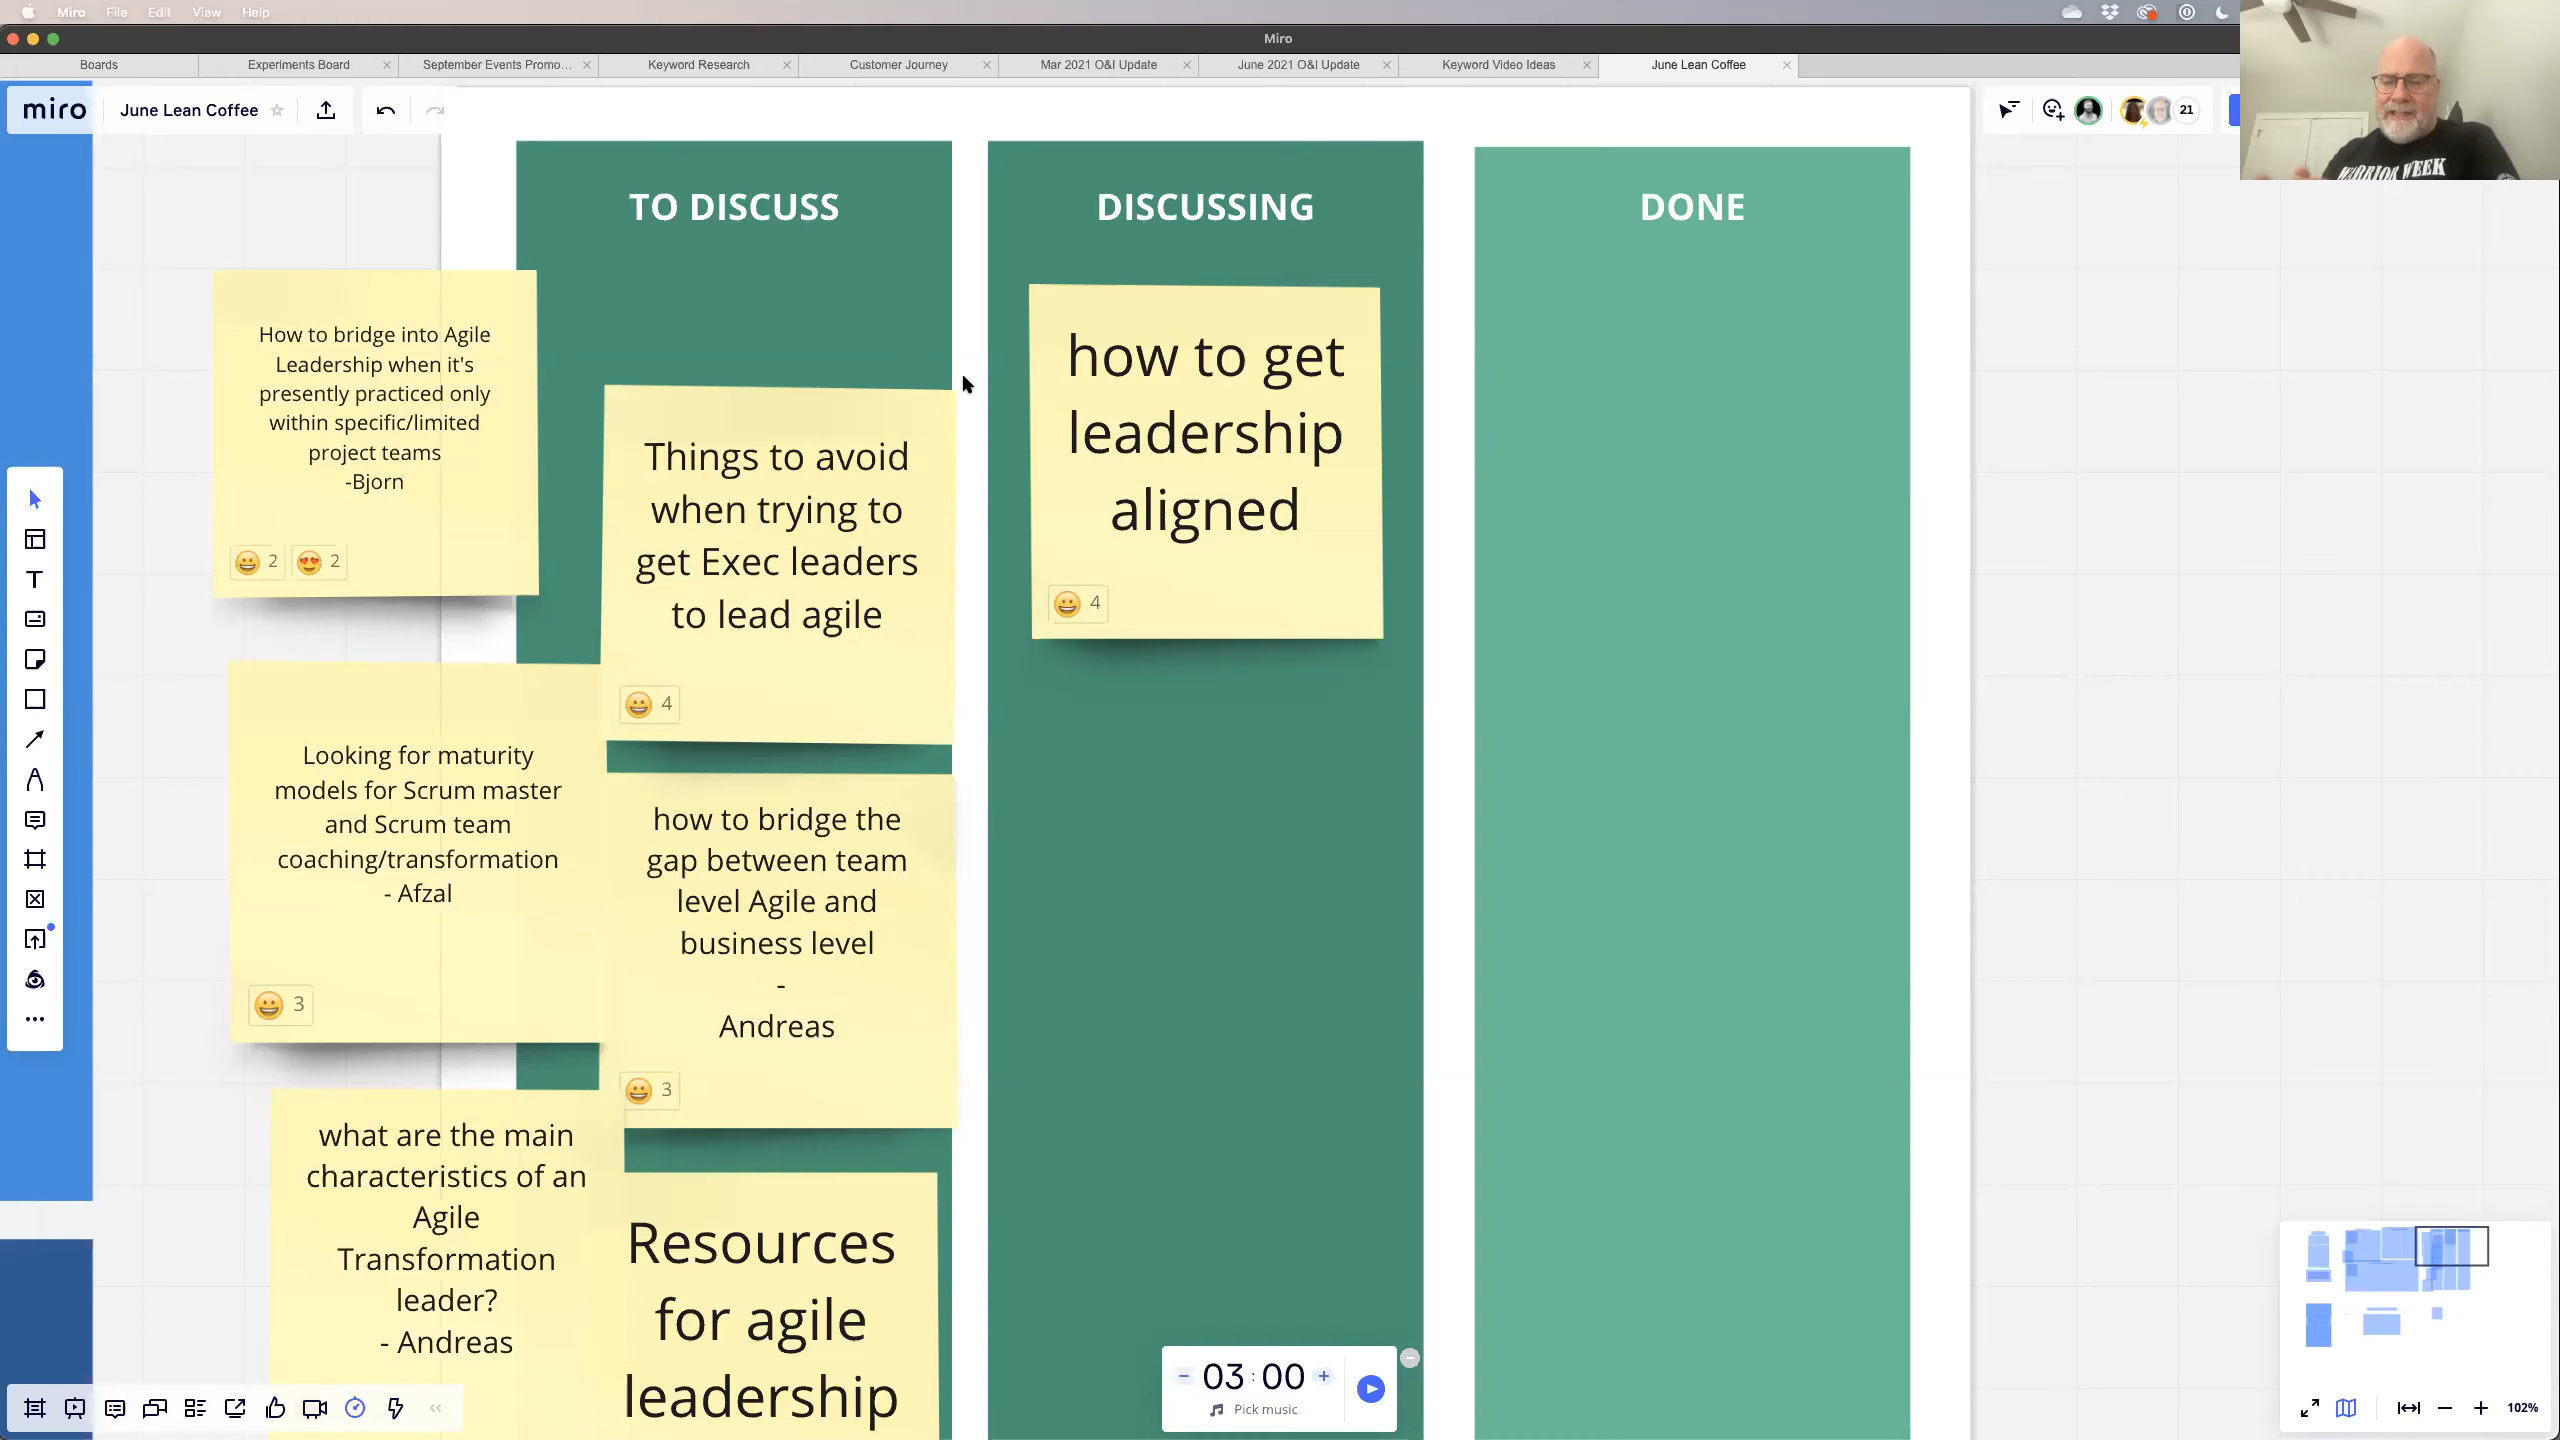 Miro File Edit View Help
Miro
Boards Experiments Board September Events Promo... Keyword Research Customer Journey Mar 2021 O&I Update June 2021 O&I Update Keyword Video Ideas June Lean Coffee
miro June Lean Coffee
21
WARRIOR WEEK
TO DISCUSS
DISCUSSING
DONE
How to bridge into Agile
Leadership when it's
presently practiced only
within specific/limited
project teams
-Bjorn
2 2
Things to avoid
when trying to
get Exec leaders
to lead agile
4
how to get
leadership
aligned
4
Looking for maturity
models for Scrum master
and Scrum team
coaching/transformation
- Afzal
3
how to bridge the
gap between team
level Agile and
business level
-
Andreas
3
what are the main
characteristics of an
Agile
Transformation
leader?
- Andreas
Resources
for agile
leadership
03 : 00
Pick music
102%